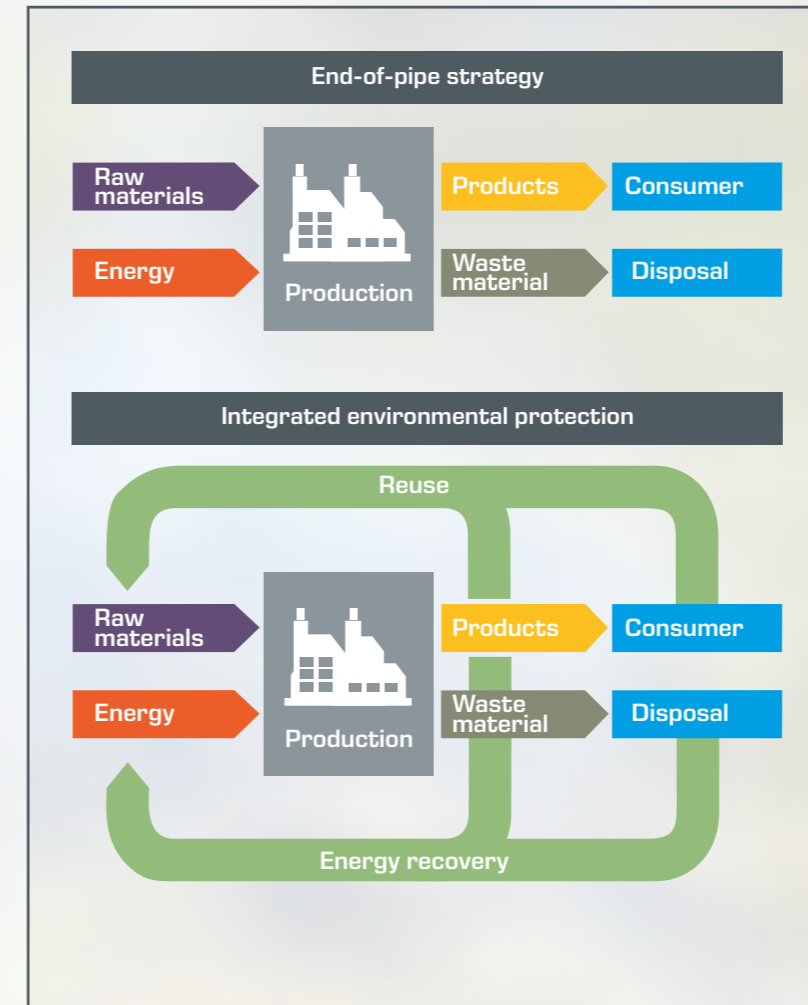 End-of-pipe strategy
Raw
materials
Products
Consumer
Energy
Waste
material
Disposal
Production
Integrated environmental protection
Reuse
Raw
materials
Products
Consumer
Energy
Waste
material
Disposal
Production
Energy recovery